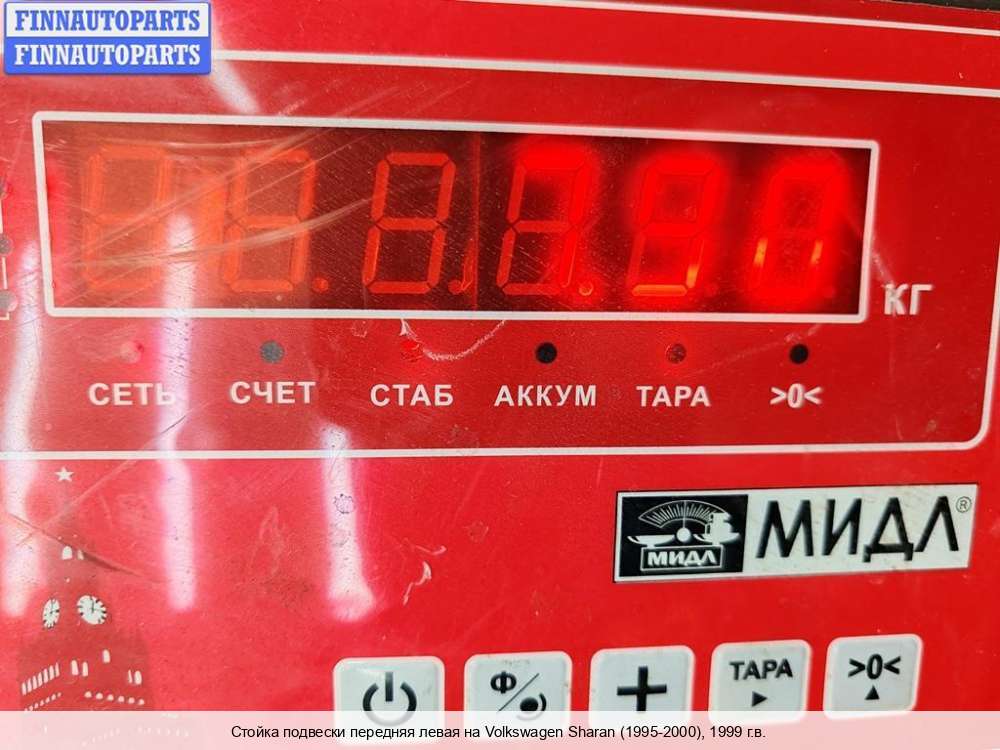 FINNAUTOPARTS
FINNAUTOPARTS
КГ
СЕТЬ СЧЕТ СТАБ АККУМ ТАРА >0<
МИДЛ МИДЛ®
Ф ТАРА >0<
Стойка подвески передняя левая на Volkswagen Sharan (1995-2000), 1999 г.в.